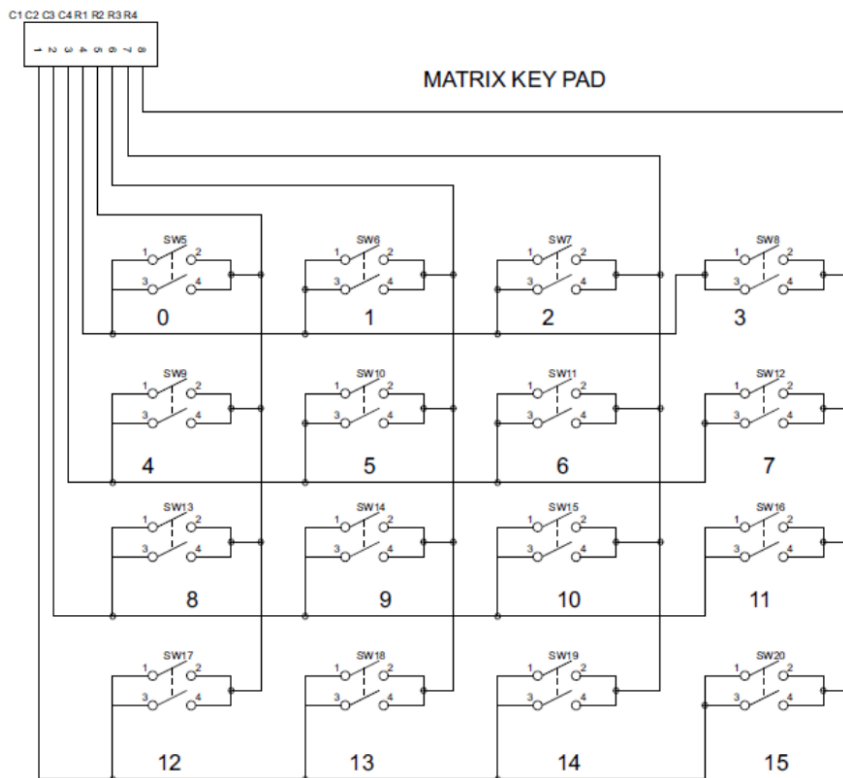 C1 C2 C3 C4 R1 R2 R3 R4
1 2 3 4 5 6 7 8
MATRIX KEY PAD
SW5 SW6 SW7 SW8
1 2 1 2 1 2 1 2
3 4 3 4 3 4 3 4
0 1 2 3
SW9 SW10 SW11 SW12
1 2 1 2 1 2 1 2
3 4 3 4 3 4 3 4
4 5 6 7
SW13 SW14 SW15 SW16
1 2 1 2 1 2 1 2
3 4 3 4 3 4 3 4
8 9 10 11
SW17 SW18 SW19 SW20
1 2 1 2 1 2 1 2
3 4 3 4 3 4 3 4
12 13 14 15